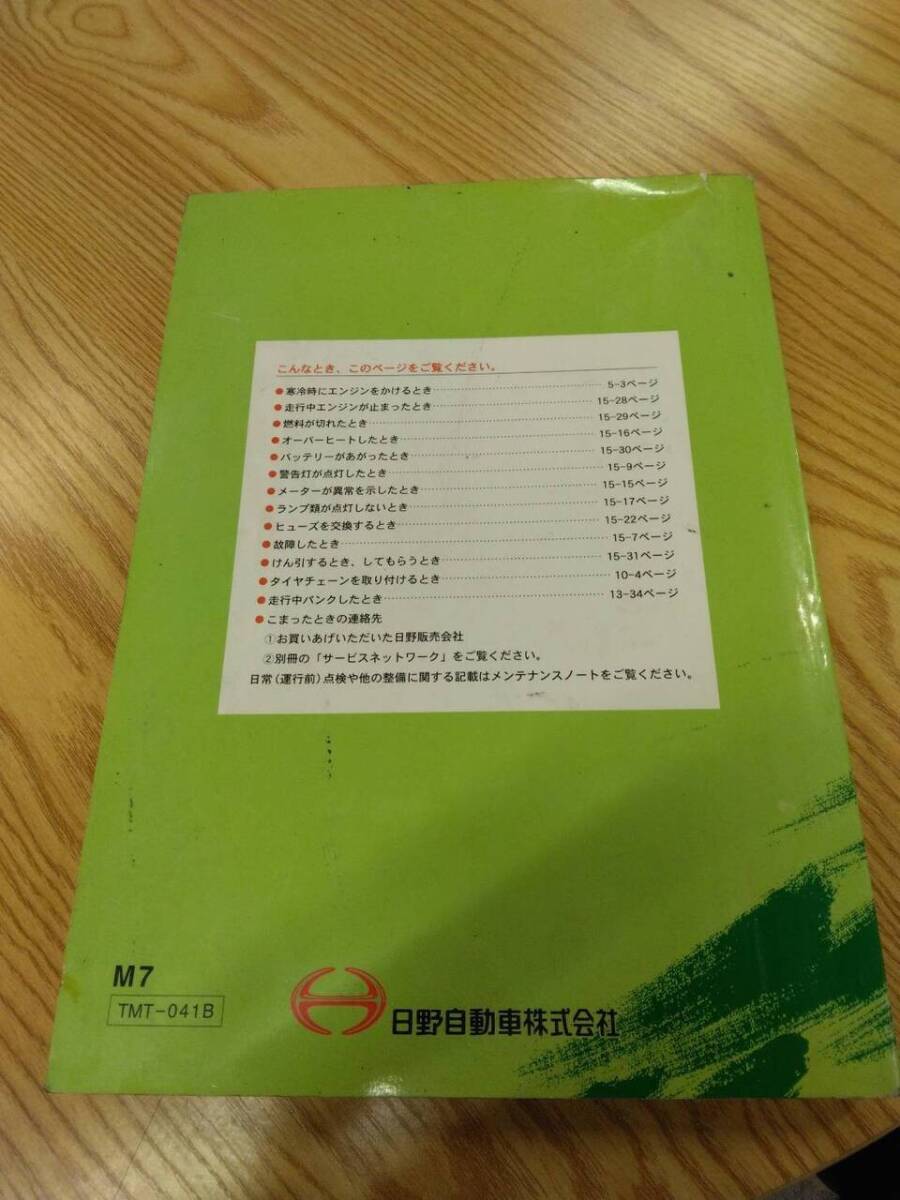 こんなとき、このページをご覧ください。
●寒冷時にエンジンをかけるとき 5-3ページ
●走行中エンジンが止まったとき 15-28ページ
●燃料が切れたとき 15-29ページ
●オーバーヒートしたとき 15-16ページ
●バッテリーがあがったとき 15-30ページ
●警告灯が点灯したとき 15-9ページ
●メーターが異常を示したとき 15-15ページ
●ランプ類が点灯しないとき 15-17ページ
●ヒューズを交換するとき 15-22ページ
●故障したとき 15-7ページ
●けん引するとき、してもらうとき 15-31ページ
●タイヤチェーンを取り付けるとき 10-4ページ
●走行中パンクしたとき 13-34ページ
●こまったときの連絡先
①お買いあげいただいた日野販売会社
②別冊の「サービスネットワーク」をご覧ください。
日常(運行前)点検や他の整備に関する記載はメンテナンスノートをご覧ください。
M7
TMT-041B
日野自動車株式会社